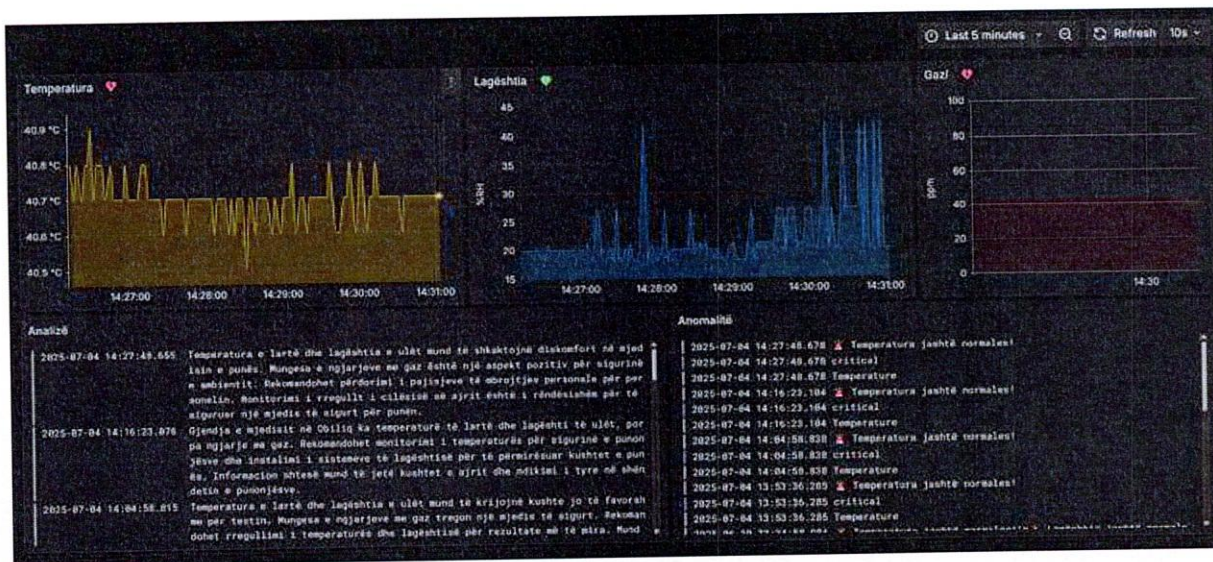 Last 5 minutes
Refresh 10s
Temperatura
40.9 °C
40.8 °C
40.7 °C
40.6 °C
40.5 °C
14:27:00 14:28:00 14:29:00 14:30:00 14:31:00
Lagështia
45
40
35
30
25
20
15
%RH
14:27:00 14:28:00 14:29:00 14:30:00 14:31:00
Gazi
100
80
60
40
20
0
ppm
14:30
Analizë
2025-07-04 14:27:48.655 Temperatura e lartë dhe lagështia e ulët mund të shkaktojnë diskomfort në mjed
isin e punës. Mungesa e ngjarjeve me gaz është një aspekt pozitiv për sigurinë
e ambientit. Rekomandohet përdorimi i pajisjeve të mbrojtjes personale për per
sonelin. Monitorimi i rregullt i cilësisë së ajrit është i rëndësishëm për të
siguruar një mjedis të sigurt për punën.
2025-07-04 14:16:23.076 Gjendja e mjedisit në Obiliq ka temperaturë të lartë dhe lagështi të ulët, por
pa ngjarje me gaz. Rekomandohet monitorimi i temperaturës për sigurinë e punon
jësve dhe instalimi i sistemeve të lagështisë për të përmirësuar kushtet e pun
ës. Informacion shtesë mund të jetë kushtet e ajrit dhe ndikimi i tyre në shën
detin e punonjësve.
2025-07-04 14:04:58.815 Temperatura e lartë dhe lagështia e ulët mund të krijojnë kushte jo të favorsh
me për testin. Mungesa e ngjarjeve me gaz tregon një mjedis të sigurt. Rekoman
dohet rregullimi i temperaturës dhe lagështisë për rezultate më të mira. Mund
Anomalitë
2025-07-04 14:27:48.678 Temperatura jashtë normales!
2025-07-04 14:27:48.678 critical
2025-07-04 14:27:48.678 Temperature
2025-07-04 14:16:23.104 Temperatura jashtë normales!
2025-07-04 14:16:23.104 critical
2025-07-04 14:16:23.104 Temperature
2025-07-04 14:04:58.838 Temperatura jashtë normales!
2025-07-04 14:04:58.838 critical
2025-07-04 14:04:58.838 Temperature
2025-07-04 13:53:36.285 Temperatura jashtë normales!
2025-07-04 13:53:36.285 critical
2025-07-04 13:53:36.285 Temperature